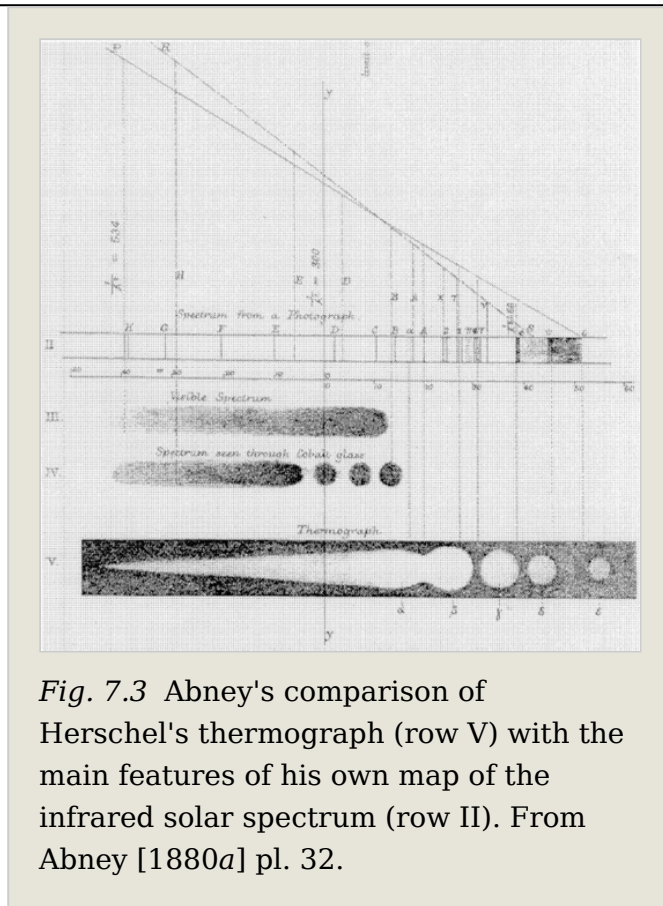 P R
y
= 534
H
E
= 300
D
Spectrum from a Photograph.
H G F E D C B a A
II
III
Visible Spectrum
IV
Spectrum seen through Cobalt glass
Thermograph.
V
α β γ δ ε
y
Fig. 7.3 Abney's comparison of
Herschel's thermograph (row V) with the
main features of his own map of the
infrared solar spectrum (row II). From
Abney [1880a] pl. 32.